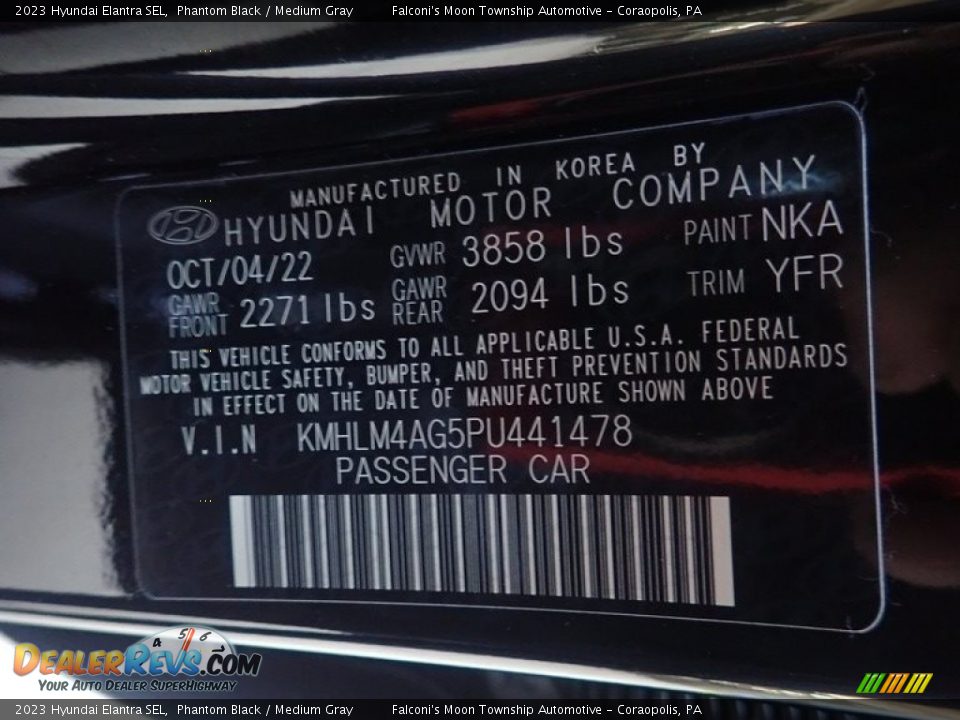 2023 Hyundai Elantra SEL, Phantom Black / Medium Gray Falconi's Moon Township Automotive - Coraopolis, PA
MANUFACTURED IN KOREA BY
HYUNDAI MOTOR COMPANY
OCT/04/22 GVWR 3858 lbs PAINT NKA
GAWR FRONT 2271 lbs GAWR REAR 2094 lbs TRIM YFR
THIS VEHICLE CONFORMS TO ALL APPLICABLE U.S.A. FEDERAL
MOTOR VEHICLE SAFETY, BUMPER, AND THEFT PREVENTION STANDARDS
IN EFFECT ON THE DATE OF MANUFACTURE SHOWN ABOVE
V.I.N KMHLM4AG5PU441478
PASSENGER CAR
4 5 6
DEALERREVS.COM
YOUR AUTO DEALER SUPERHIGHWAY
2023 Hyundai Elantra SEL, Phantom Black / Medium Gray Falconi's Moon Township Automotive - Coraopolis, PA